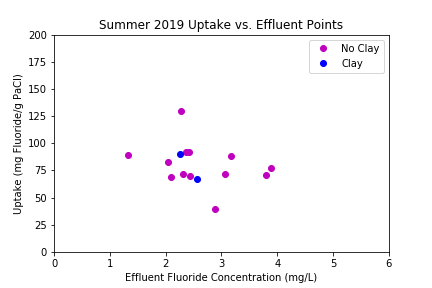 Summer 2019 Uptake vs. Effluent Points
Uptake (mg Fluoride/g PaCl)
200
175
150
125
100
75
50
25
0
No Clay
Clay
0 1 2 3 4 5 6
Effluent Fluoride Concentration (mg/L)